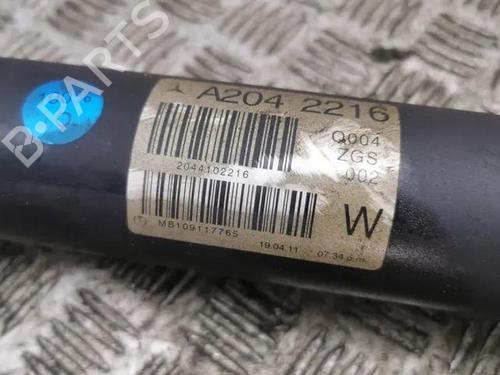 B-PARTS
A204 2216
Q004
ZGS
002
2044102216
W
(T) MB109117765 19.04.11 07:34 p.m.